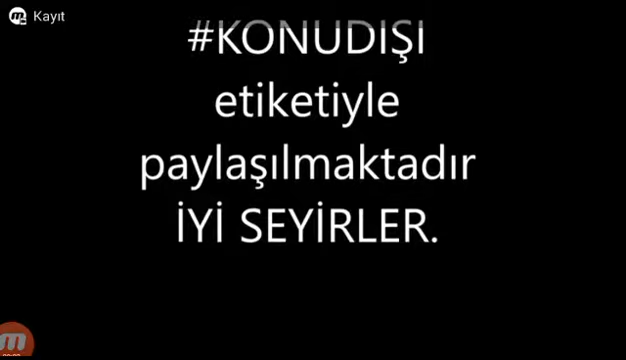 Kayıt
#KONUDIŞI
etiketiyle
paylaşılmaktadır
İYİ SEYİRLER.